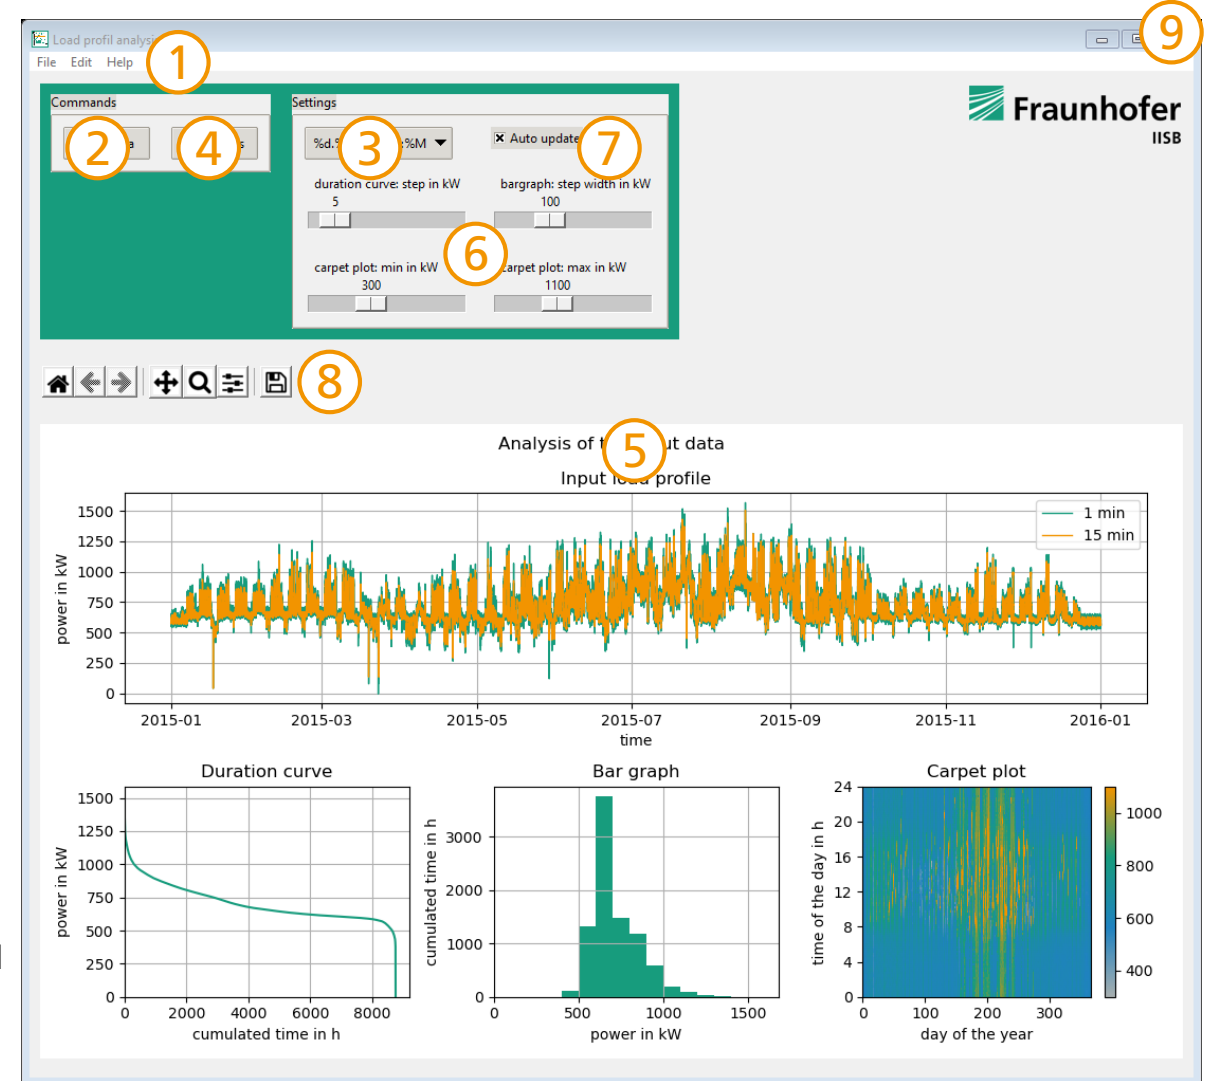 Load profil analysis
9
File Edit Help
1
Commands
Settings
Fraunhofer
IISB
2
4
%d. 3 :%M
Auto update
7
duration curve: step in kW
bargraph: step width in kW
5
100
6
carpet plot: min in kW
carpet plot: max in kW
300
1100
8
Analysis of t 5 ut data
Input load profile
1 min
15 min
1500
1250
1000
750
500
250
0
power in kW
2015-01 2015-03 2015-05 2015-07 2015-09 2015-11 2016-01
time
Duration curve
1500
1250
1000
750
500
250
0
power in kW
0 2000 4000 6000 8000
cumulated time in h
Bar graph
3000
2000
1000
0
cumulated time in h
0 500 1000 1500
power in kW
Carpet plot
24
20
16
12
8
4
0
time of the day in h
0 100 200 300
day of the year
1000
800
600
400